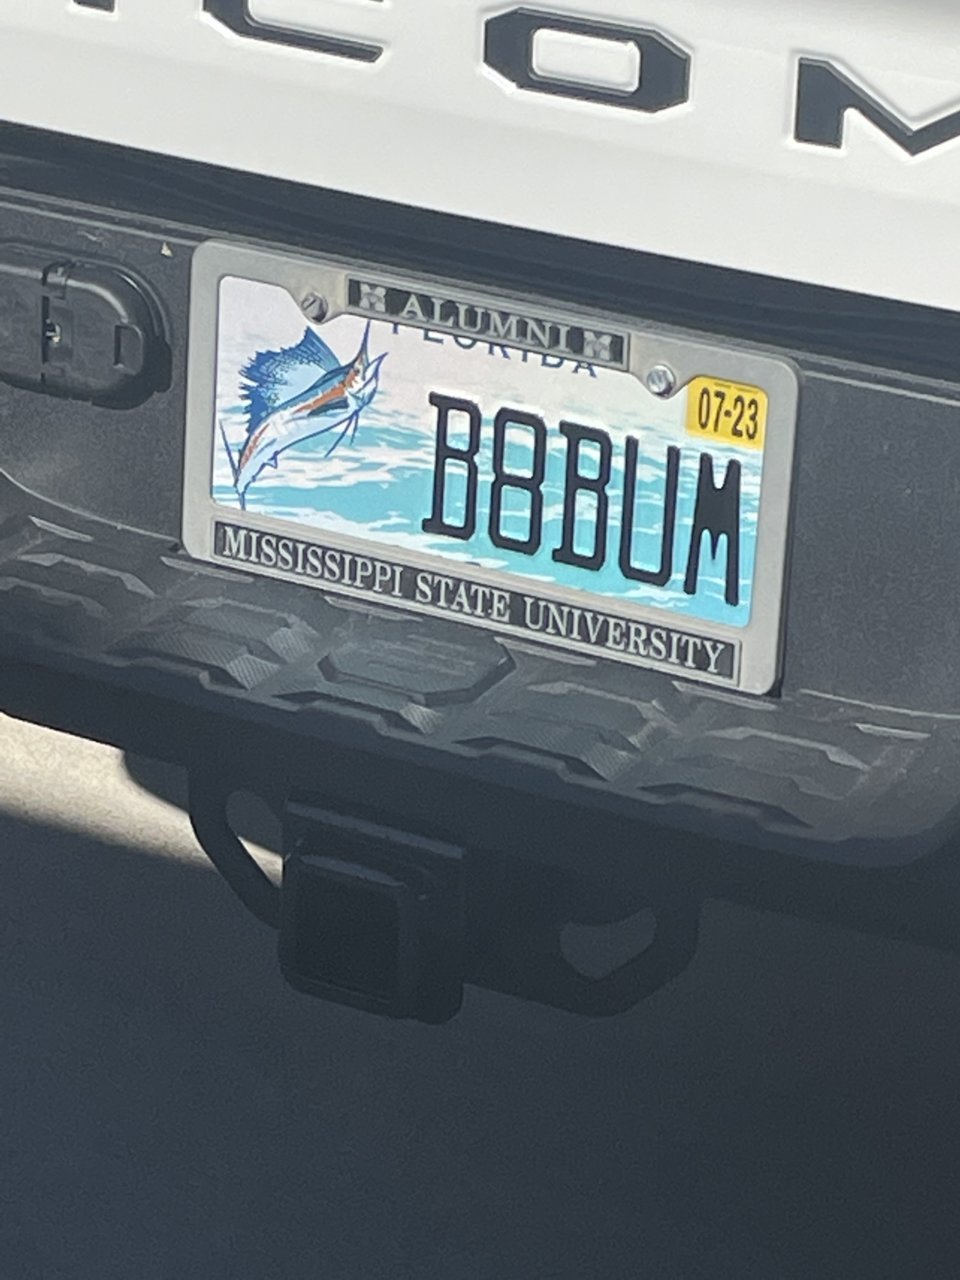 COM
ALUMNI
FLORIDA
07-23
B8BUM
MISSISSIPPI STATE UNIVERSITY